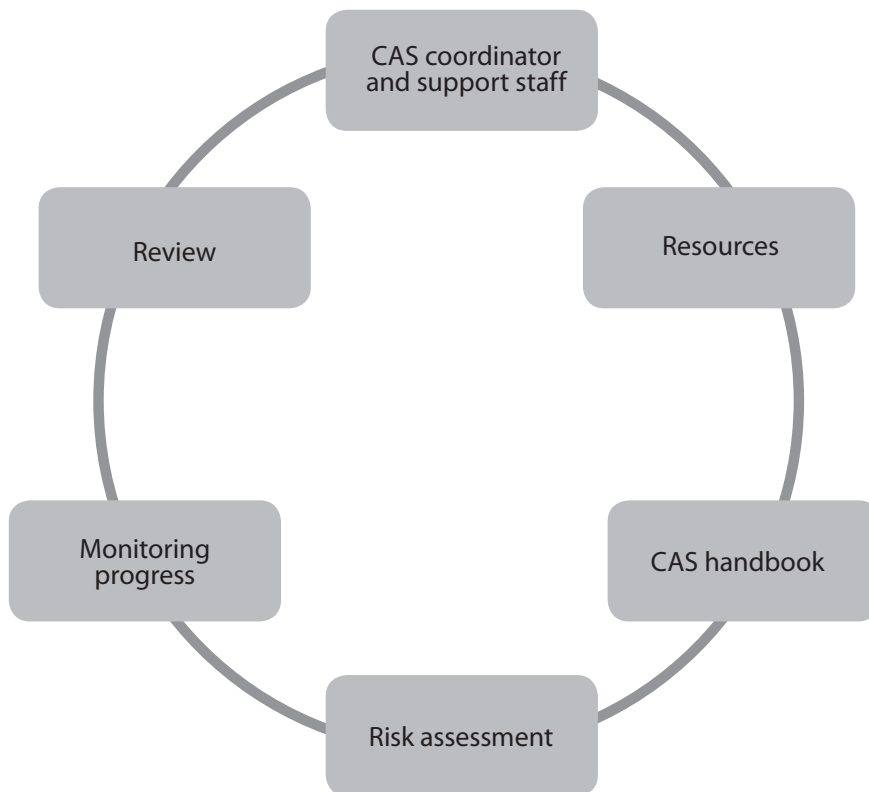 CAS coordinator
and support staff
Resources
CAS handbook
Risk assessment
Monitoring
progress
Review